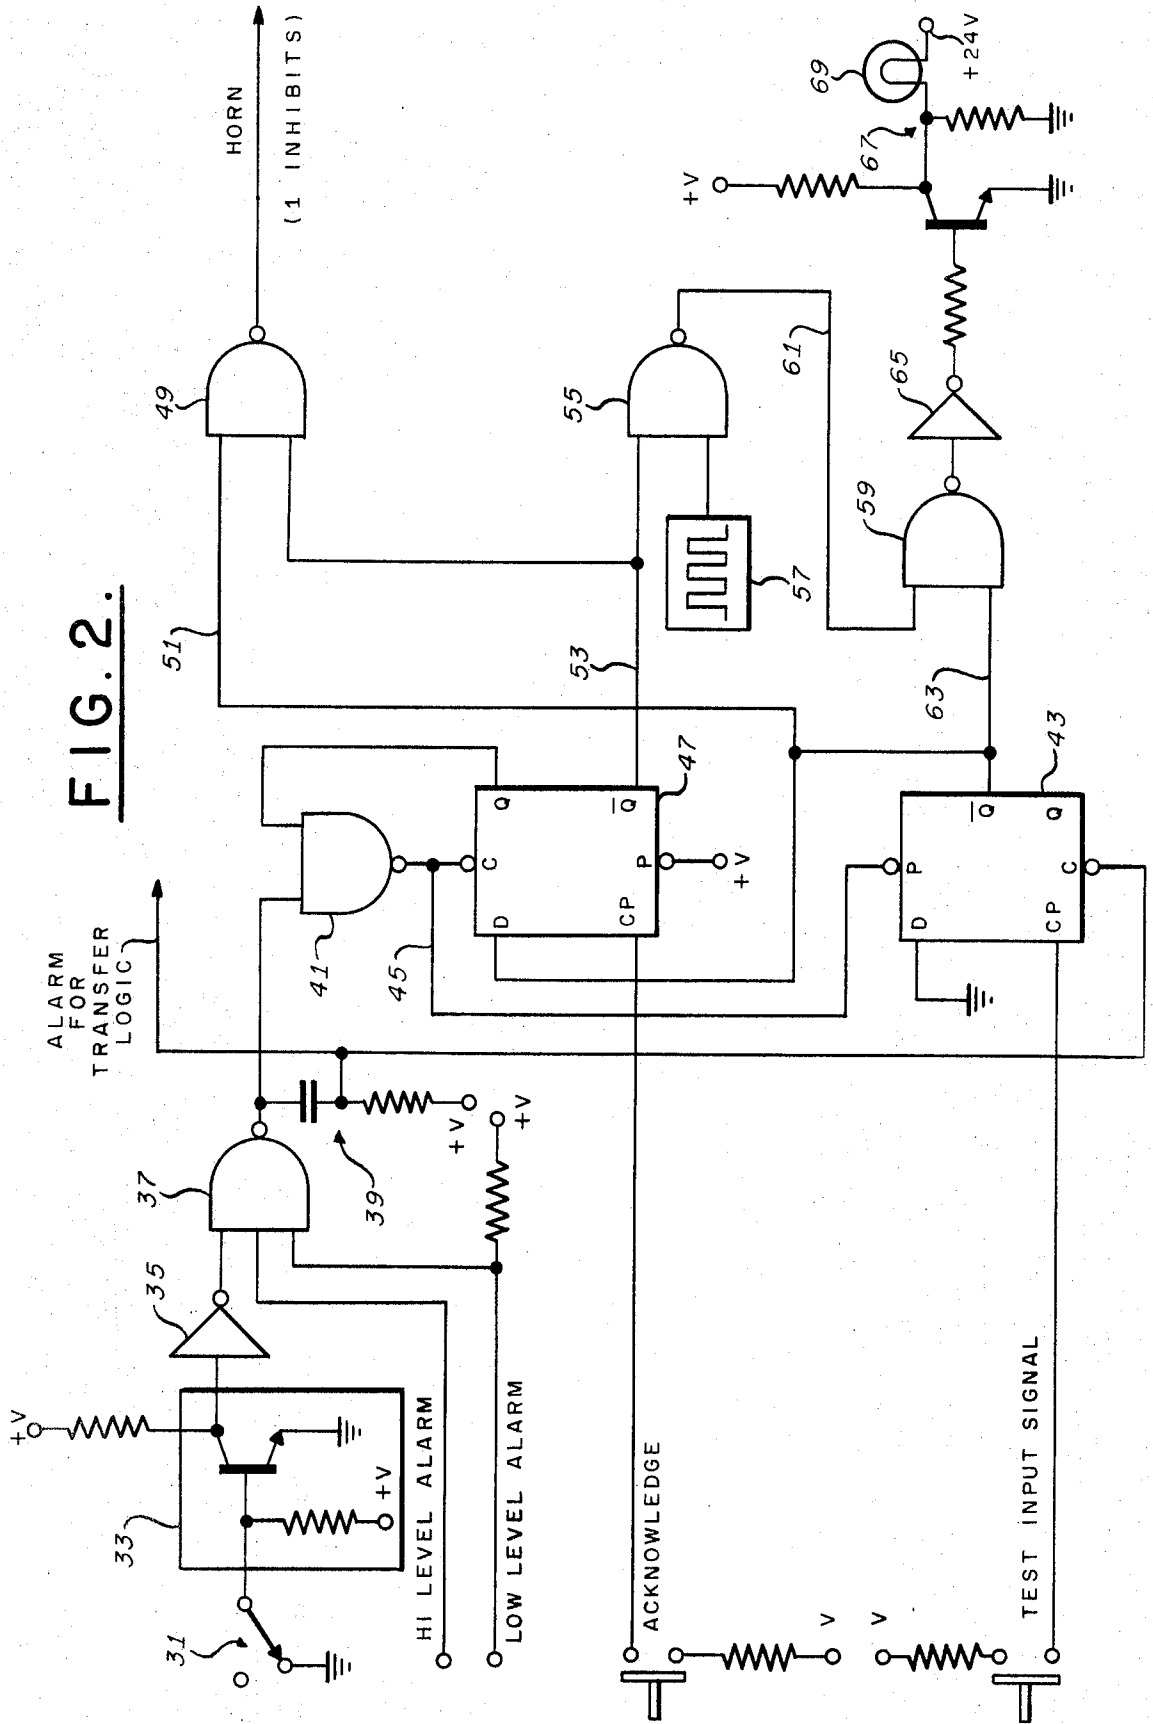 FIG. 2.
ALARM
FOR
TRANSFER
LOGIC
HORN
(1 INHIBITS)
+V
33
31
35
37
39
+V
+V
+V
HI LEVEL ALARM
LOW LEVEL ALARM
41
45
D
C
Q
CP
P
Q̅
47
+V
49
51
53
55
57
61
ACKNOWLEDGE
V
V
TEST INPUT SIGNAL
D
P
Q̅
CP
C
Q
43
63
59
65
+V
67
69
+24V